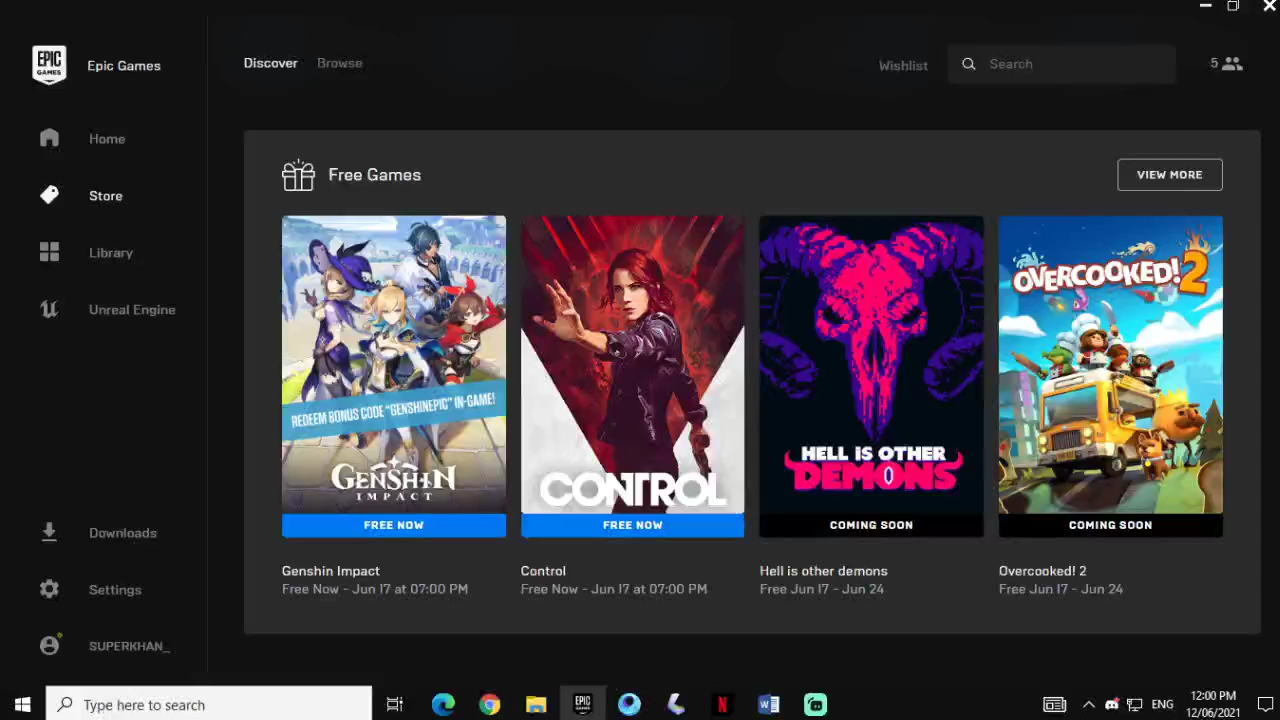 EPIC
GAMES
Epic Games
Discover
Browse
Wishlist
Search
5
Home
Store
Library
Unreal Engine
Downloads
Settings
SUPERKHAN_
Free Games
VIEW MORE
REDEEM BONUS CODE "GENSHINEPIC" IN-GAME!
GENSHIN
IMPACT
FREE NOW
Genshin Impact
Free Now - Jun 17 at 07:00 PM
CONTROL
FREE NOW
Control
Free Now - Jun 17 at 07:00 PM
HELL IS OTHER
DEMONS
COMING SOON
Hell is other demons
Free Jun 17 - Jun 24
OVERCOOKED! 2
COMING SOON
Overcooked! 2
Free Jun 17 - Jun 24
Type here to search
EPIC
GAMES
N
W
ENG
12:00 PM
12/06/2021